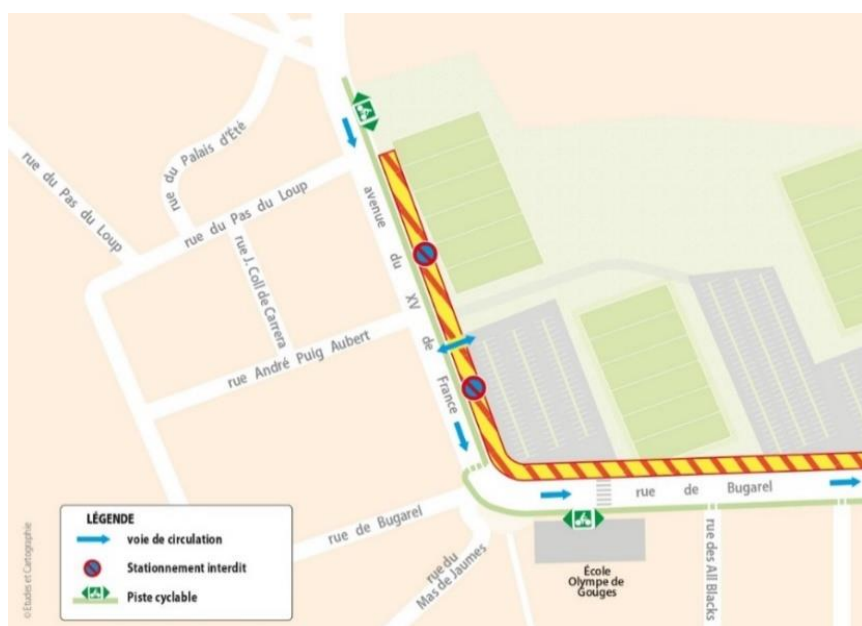 rue du Palais d'Été
rue du Pas du Loup
rue du Pas du Loup
avenue du XV de France
rue J. Coll de Carrera
rue André Puig Aubert
rue de Bugarel
rue de Bugarel
rue du
Mas de Jaumes
École
Olympe de
Gouges
rue des All Blacks
LÉGENDE
voie de circulation
Stationnement interdit
Piste cyclable
© Etudes et Cartographie